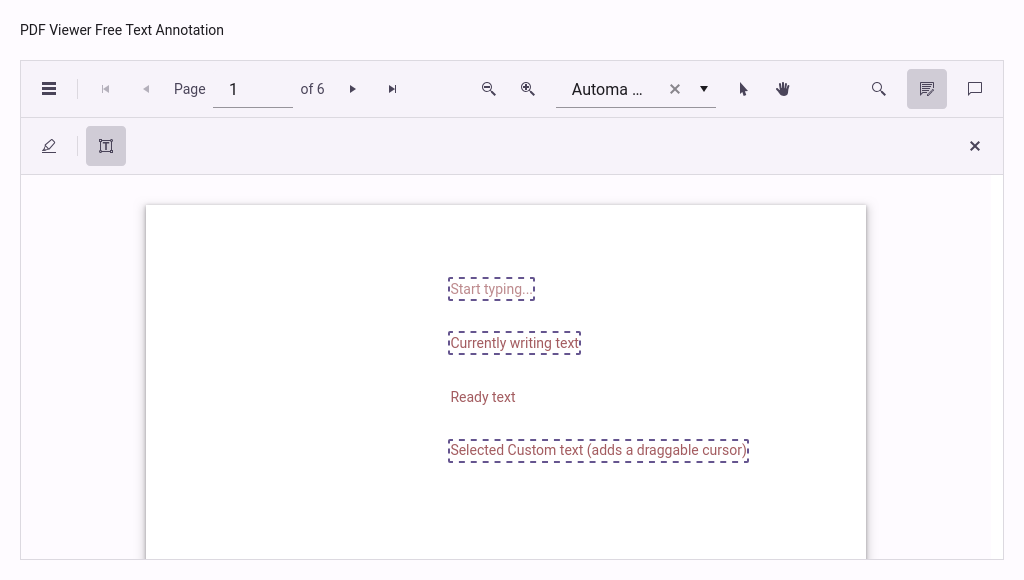 PDF Viewer Free Text Annotation
Page 1 of 6 Automa ...
Start typing...
Currently writing text
Ready text
Selected Custom text (adds a draggable cursor)